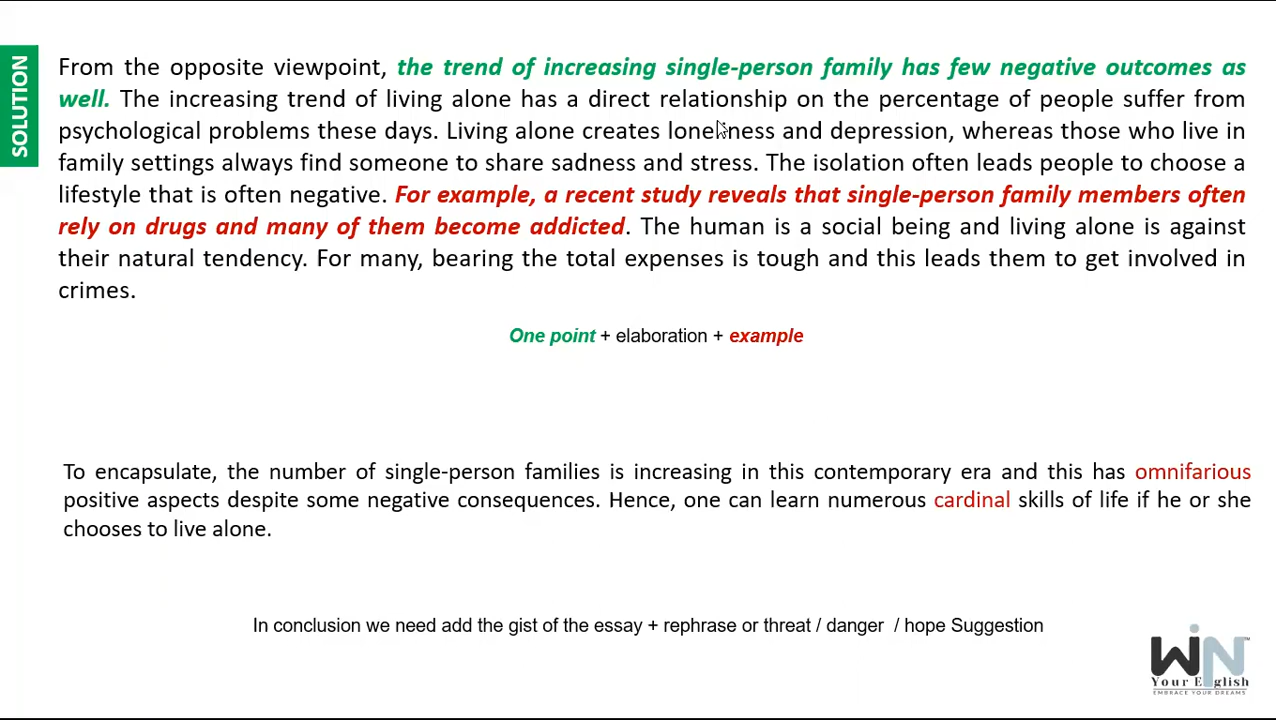 SOLUTION
From the opposite viewpoint, the trend of increasing single-person family has few negative outcomes as
well. The increasing trend of living alone has a direct relationship on the percentage of people suffer from
psychological problems these days. Living alone creates loneliness and depression, whereas those who live in
family settings always find someone to share sadness and stress. The isolation often leads people to choose a
lifestyle that is often negative. For example, a recent study reveals that single-person family members often
rely on drugs and many of them become addicted. The human is a social being and living alone is against
their natural tendency. For many, bearing the total expenses is tough and this leads them to get involved in
crimes.
One point + elaboration + example
To encapsulate, the number of single-person families is increasing in this contemporary era and this has omnifarious
positive aspects despite some negative consequences. Hence, one can learn numerous cardinal skills of life if he or she
chooses to live alone.
In conclusion we need add the gist of the essay + rephrase or threat / danger / hope Suggestion
WiN
TM
Your English
EMBRACE YOUR DREAMS